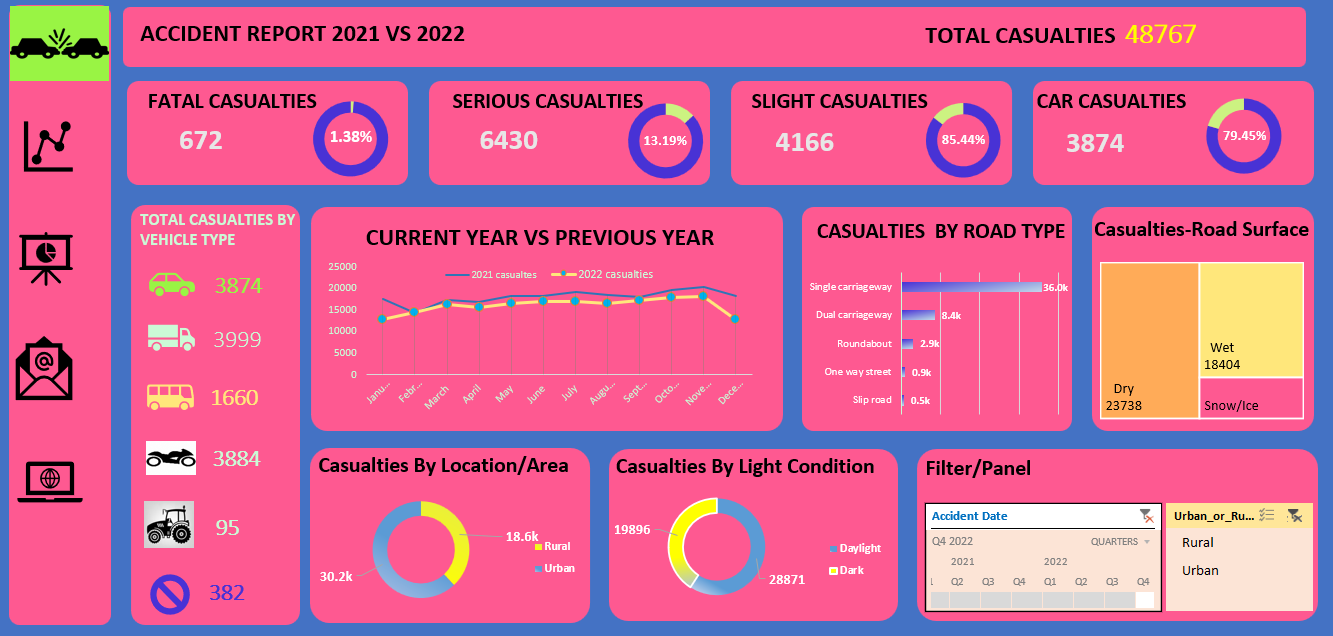 ACCIDENT REPORT 2021 VS 2022
TOTAL CASUALTIES 48767
FATAL CASUALTIES
672
1.38%
SERIOUS CASUALTIES
6430
13.19%
SLIGHT CASUALTIES
4166
85.44%
CAR CASUALTIES
3874
79.45%
TOTAL CASUALTIES BY
VEHICLE TYPE
3874
3999
1660
3884
95
382
CURRENT YEAR VS PREVIOUS YEAR
2021 casualtes
2022 casualties
25000
20000
15000
10000
5000
0
Janu...
Febr...
March
April
May
June
July
Augu...
Sept...
Octo...
Nove...
Dece...
CASUALTIES BY ROAD TYPE
Single carriageway 36.0k
Dual carriageway 8.4k
Roundabout 2.9k
One way street 0.9k
Slip road 0.5k
Casualties-Road Surface
Dry
23738
Wet
18404
Snow/Ice
Casualties By Location/Area
18.6k
30.2k
Rural
Urban
Casualties By Light Condition
19896
28871
Daylight
Dark
Filter/Panel
Accident Date
Q4 2022
QUARTERS
2021 2022
Q2 Q3 Q4 Q1 Q2 Q3 Q4
Urban_or_Ru...
Rural
Urban